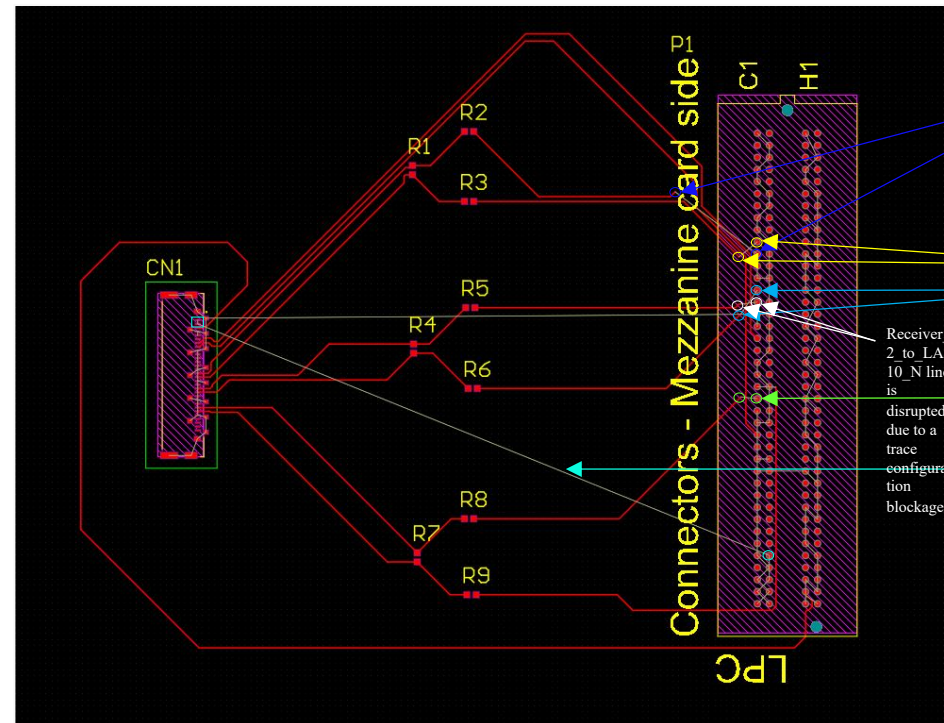 P1
C1
H1
Connectors - Mezzanine card side
R2
R1
R3
CN1
R5
R4
R6
Receiver
2_to_LA
10_N line
is
disrupted
due to a
trace
configura
tion
blockage
R8
R7
R9
LPC